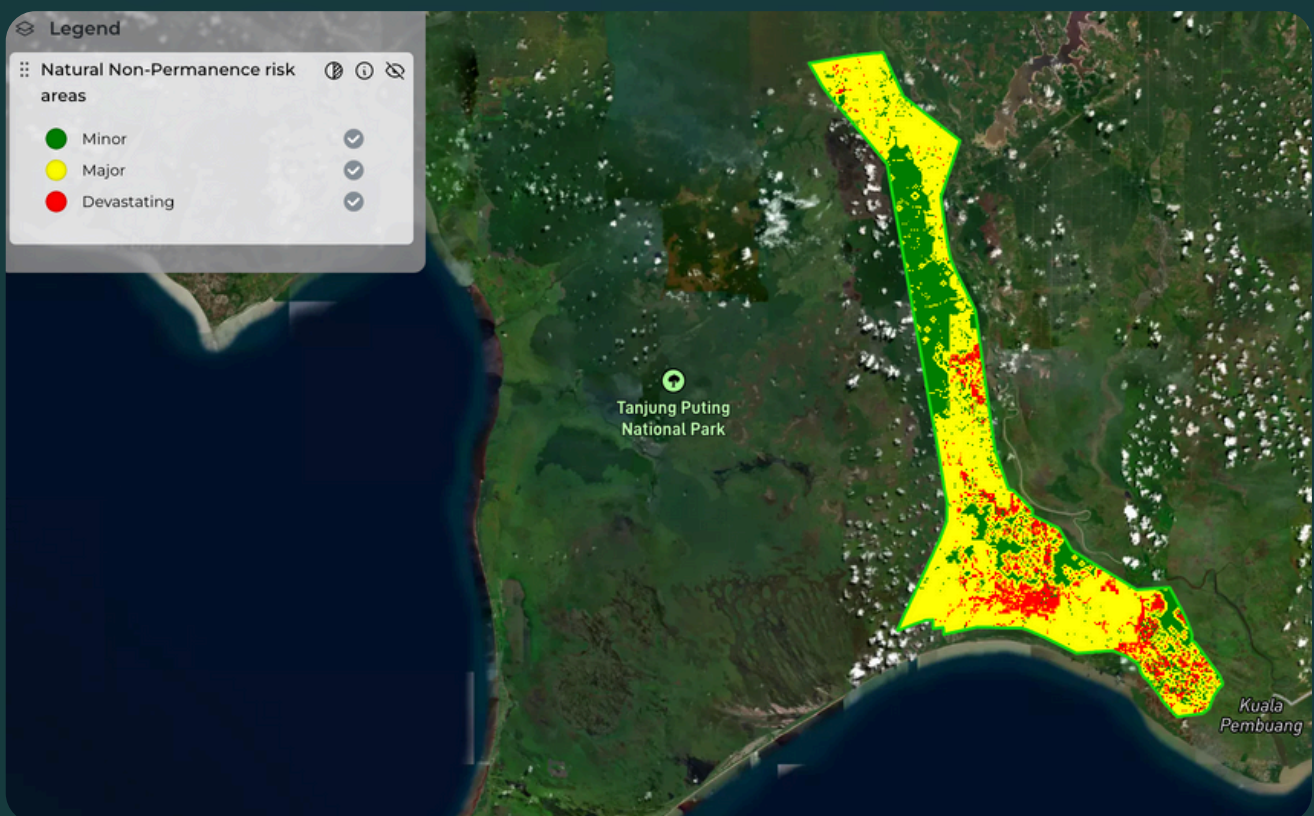 Legend
Natural Non-Permanence risk
areas
Minor
Major
Devastating
Tanjung Puting
National Park
Kuala
Pembuang